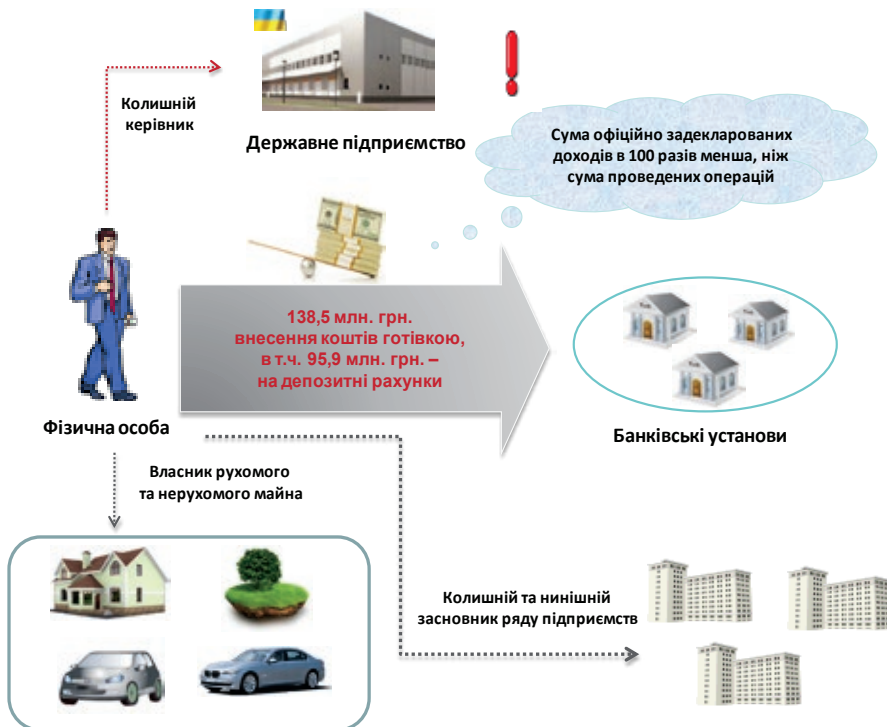 Колишній
керівник
Державне підприємство
Сума офіційно задекларованих
доходів в 100 разів менша, ніж
сума проведених операцій
138,5 млн. грн.
внесення коштів готівкою,
в т.ч. 95,9 млн. грн. –
на депозитні рахунки
Фізична особа
Банківські установи
Власник рухомого
та нерухомого майна
Колишній та нинішній
засновник ряду підприємств